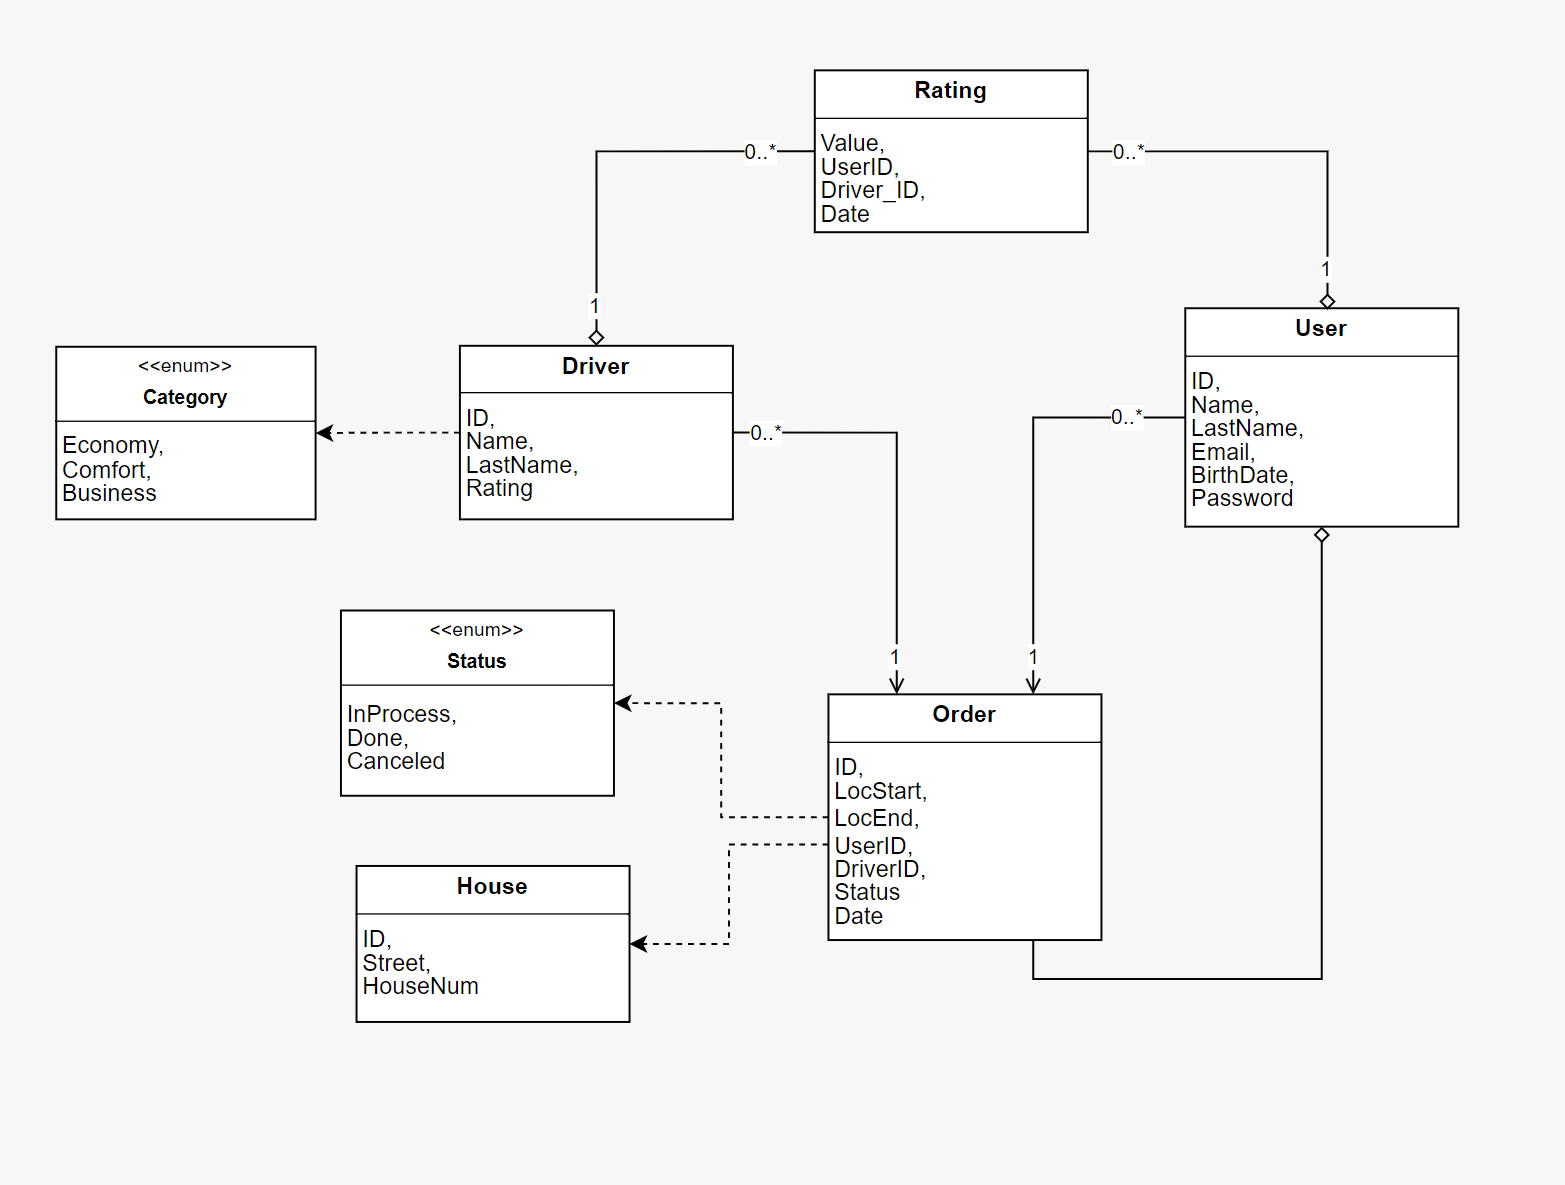 Rating
Value,
UserID,
Driver_ID,
Date
0..*
0..*
1
1
<<enum>>
Category
Economy,
Comfort,
Business
Driver
ID,
Name,
LastName,
Rating
0..*
User
ID,
Name,
LastName,
Email,
BirthDate,
Password
0..*
1
1
<<enum>>
Status
InProcess,
Done,
Canceled
Order
ID,
LocStart,
LocEnd,
UserID,
DriverID,
Status
Date
House
ID,
Street,
HouseNum